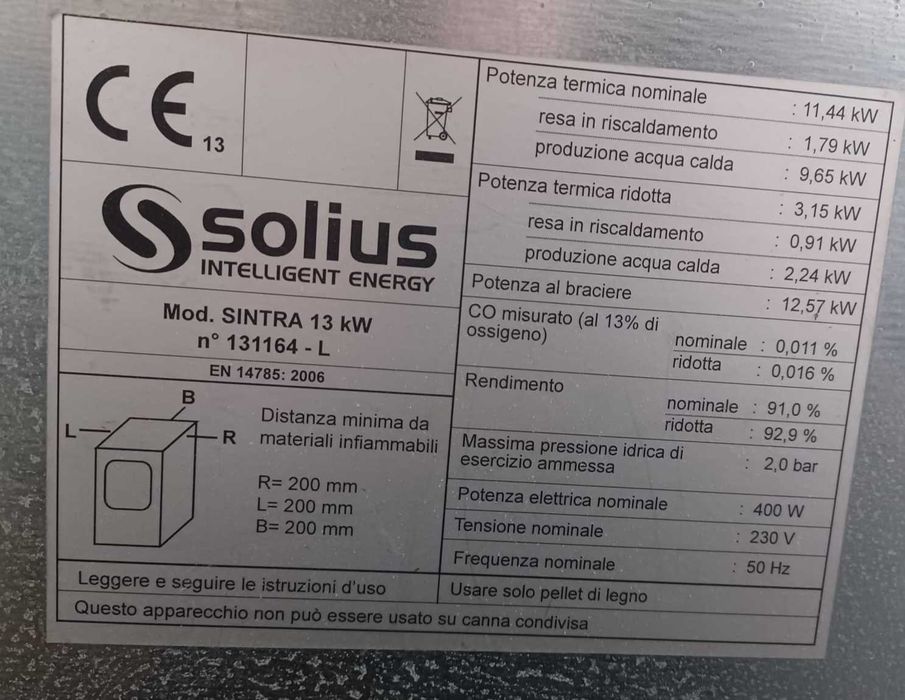 CE 13
solius
INTELLIGENT ENERGY
Mod. SINTRA 13 kW
n° 131164 - L
EN 14785: 2006
B
L
R
Distanza minima da
materiali infiammabili
R= 200 mm
L= 200 mm
B= 200 mm
Potenza termica nominale : 11,44 kW
resa in riscaldamento : 1,79 kW
produzione acqua calda : 9,65 kW
Potenza termica ridotta : 3,15 kW
resa in riscaldamento : 0,91 kW
produzione acqua calda : 2,24 kW
Potenza al braciere : 12,57 kW
CO misurato (al 13% di
ossigeno)
nominale : 0,011 %
ridotta : 0,016 %
Rendimento
nominale : 91,0 %
ridotta : 92,9 %
Massima pressione idrica di
esercizio ammessa : 2,0 bar
Potenza elettrica nominale : 400 W
Tensione nominale : 230 V
Frequenza nominale : 50 Hz
Leggere e seguire le istruzioni d'uso
Usare solo pellet di legno
Questo apparecchio non può essere usato su canna condivisa